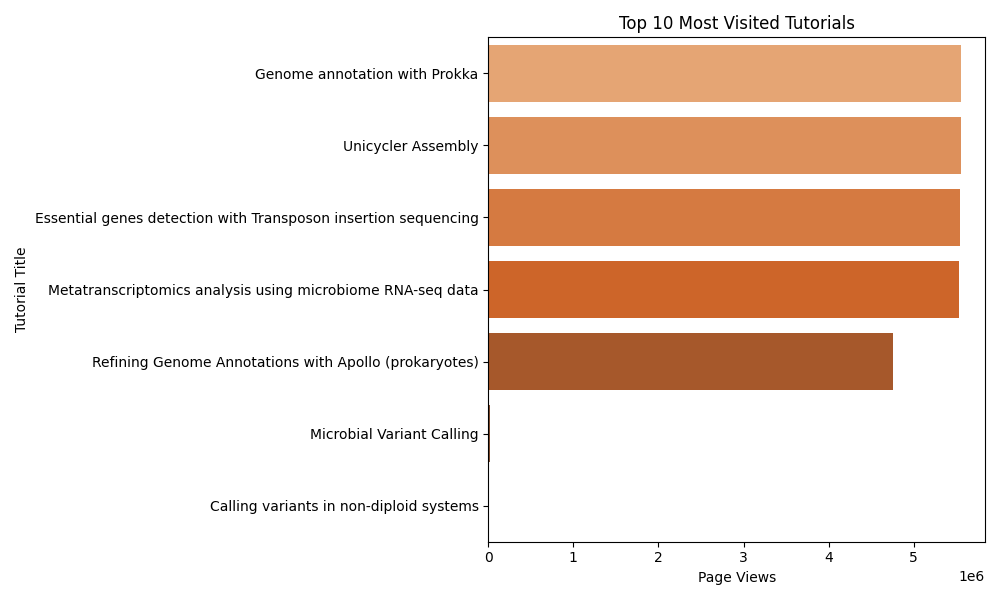 Top 10 Most Visited Tutorials
Tutorial Title
Genome annotation with Prokka
Unicycler Assembly
Essential genes detection with Transposon insertion sequencing
Metatranscriptomics analysis using microbiome RNA-seq data
Refining Genome Annotations with Apollo (prokaryotes)
Microbial Variant Calling
Calling variants in non-diploid systems
0 1 2 3 4 5
1e6
Page Views